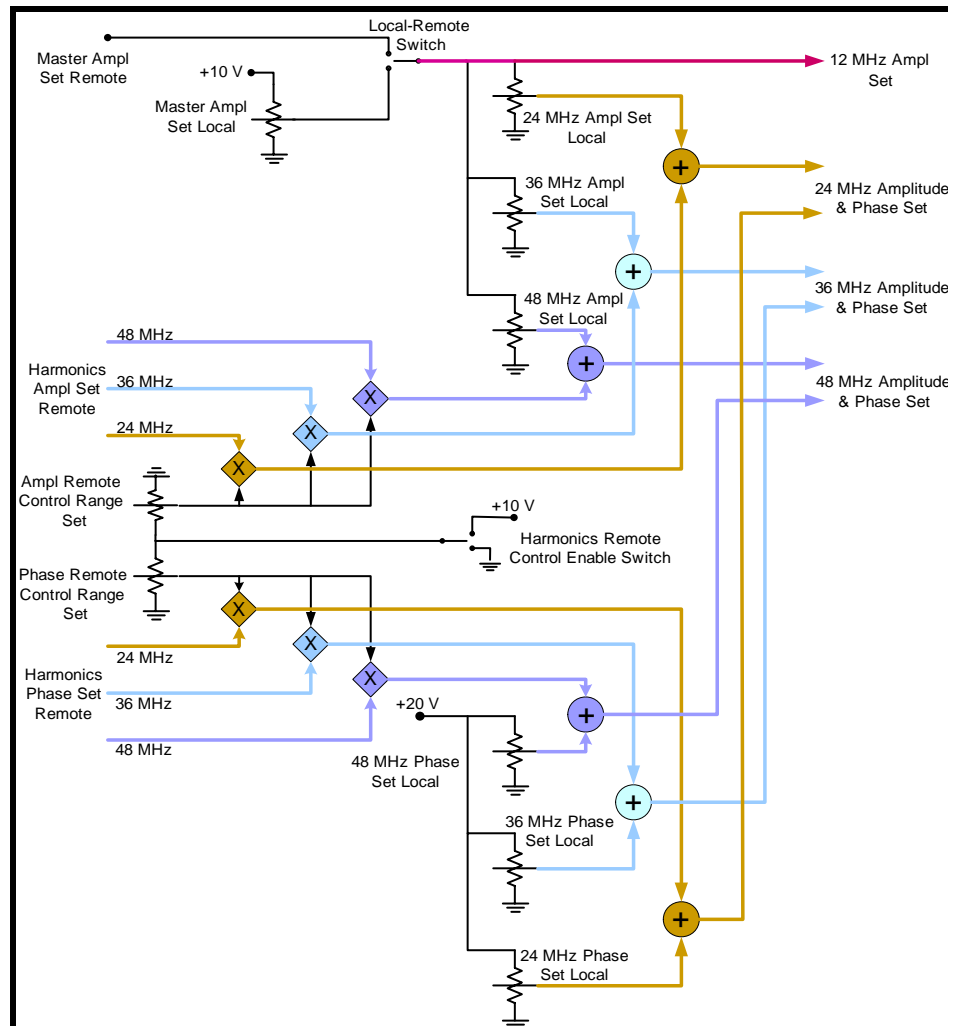 Local-Remote
Switch
Master Ampl
Set Remote
+10 V
Master Ampl
Set Local
12 MHz Ampl
Set
24 MHz Ampl Set
Local
+
36 MHz Ampl
Set Local
24 MHz Amplitude
& Phase Set
+
48 MHz Ampl
Set Local
36 MHz Amplitude
& Phase Set
48 MHz
+
Harmonics
Ampl Set
Remote
36 MHz
X
48 MHz Amplitude
& Phase Set
24 MHz
X
X
Ampl Remote
Control Range
Set
+10 V
Harmonics Remote
Control Enable Switch
Phase Remote
Control Range
Set
X
24 MHz
X
Harmonics
Phase Set
Remote
36 MHz
X
48 MHz
+20 V
+
48 MHz Phase
Set Local
+
36 MHz Phase
Set Local
+
24 MHz Phase
Set Local